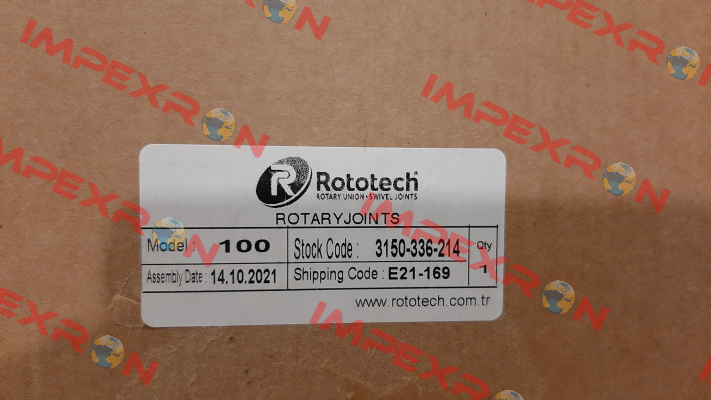 IMPEXRON
IMPEXRON
IMPEXRON
R Rototech
ROTARY UNION - SWIVEL JOINTS
ROTARYJOINTS
Model : 100 Stock Code : 3150-336-214 Qty
Assembly Date : 14.10.2021 Shipping Code : E21-169 1
www.rototech.com.tr
IMPEXRON
IMPEXRON
IMPEXRON